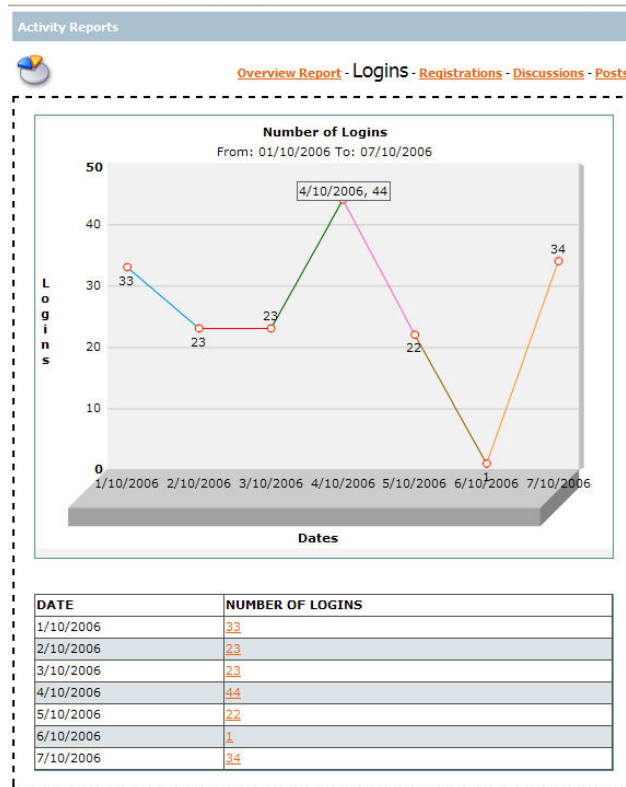 Activity Reports
Overview Report - Logins - Registrations - Discussions - Posts
Number of Logins
From: 01/10/2006 To: 07/10/2006
50
4/10/2006, 44
40
34
30
33
23
23
22
20
10
1
0
Logins
1/10/2006 2/10/2006 3/10/2006 4/10/2006 5/10/2006 6/10/2006 7/10/2006
Dates
DATE NUMBER OF LOGINS
1/10/2006 33
2/10/2006 23
3/10/2006 23
4/10/2006 44
5/10/2006 22
6/10/2006 1
7/10/2006 34